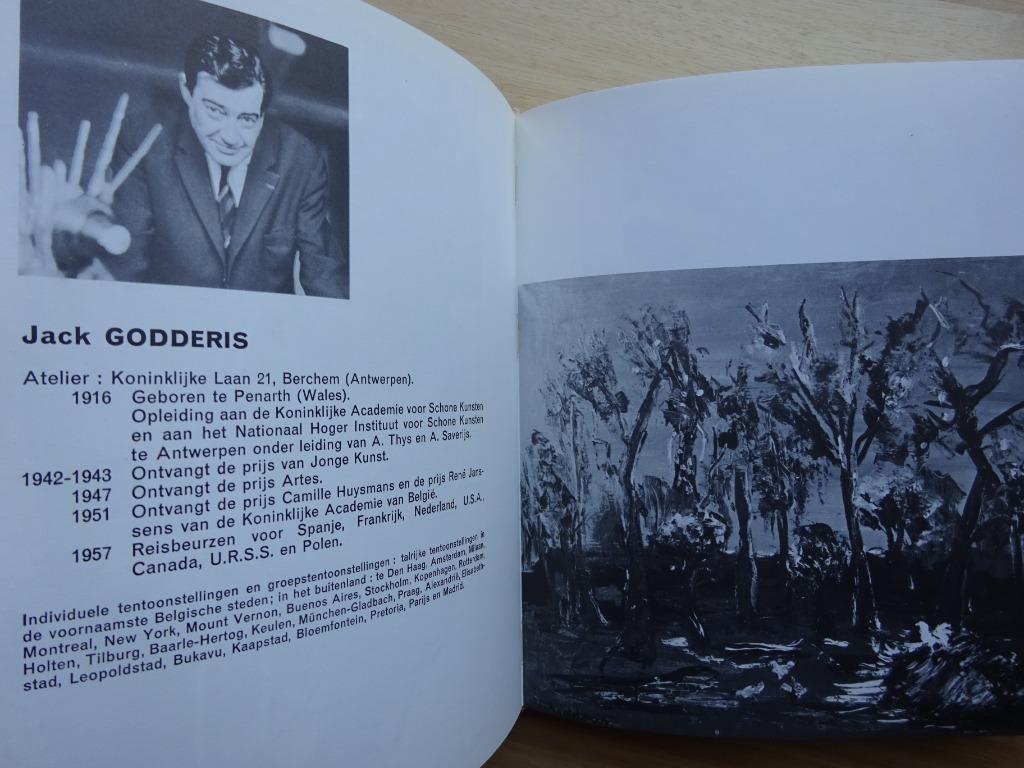 Jack GODDERIS
Atelier : Koninklijke Laan 21, Berchem (Antwerpen).
1916 Geboren te Penarth (Wales).
Opleiding aan de Koninklijke Academie voor Schone Kunsten
en aan het Nationaal Hoger Instituut voor Schone Kunsten
te Antwerpen onder leiding van A. Thys en A. Saverijs.
1942-1943 Ontvangt de prijs van Jonge Kunst.
1947 Ontvangt de prijs Artes.
1951 Ontvangt de prijs Camille Huysmans en de prijs René Jans-
sens van de Koninklijke Academie van België.
1957 Reisbeurzen voor Spanje, Frankrijk, Nederland, U.S.A.,
Canada, U.R.S.S. en Polen.
Individuele tentoonstellingen en groepstentoonstellingen : talrijke tentoonstellingen in
de voornaamste Belgische steden; in het buitenland : te Den Haag, Amsterdam, Milaan,
Montreal, New York, Mount Vernon, Buenos Aires, Stockholm, Kopenhagen, Rotterdam,
Holten, Tilburg, Baarle-Hertog, Keulen, München-Gladbach, Praag, Alexandrië, Elisabeth-
stad, Leopoldstad, Bukavu, Kaapstad, Bloemfontein, Pretoria, Parijs en Madrid.